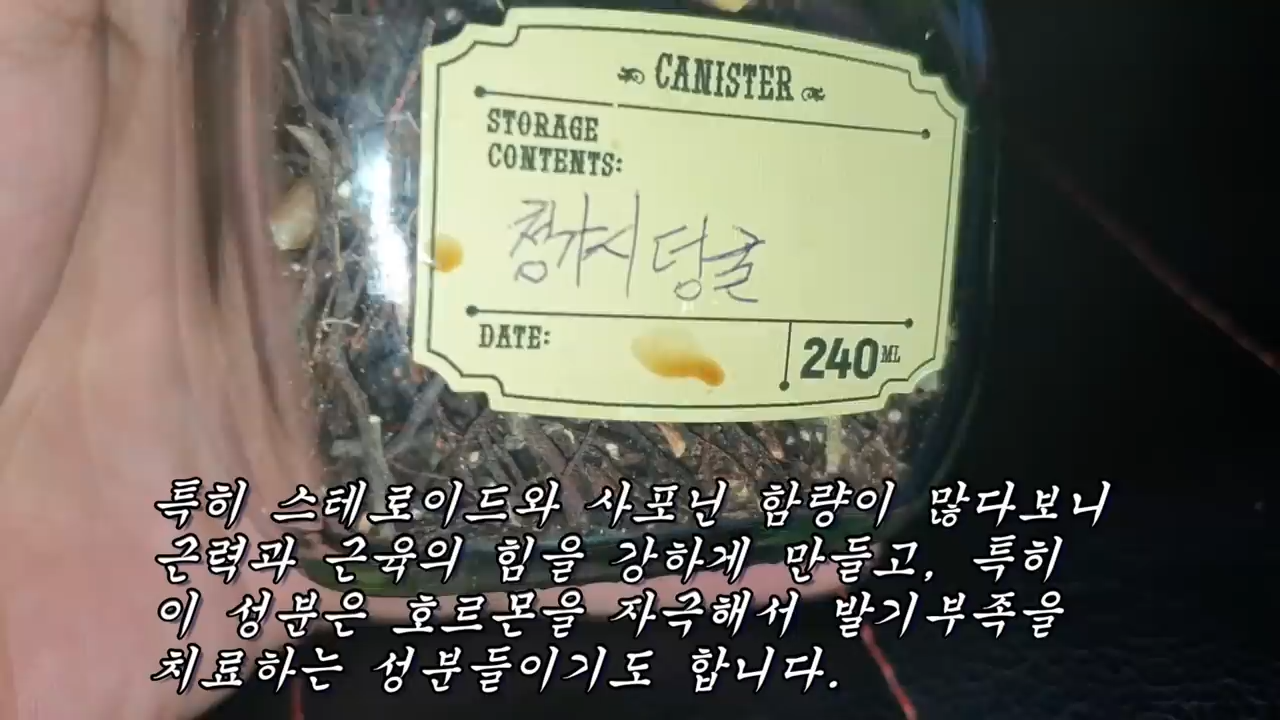 CANISTER
STORAGE
CONTENTS:
청가시덩굴
DATE:
240ML
특히 스테로이드와 사포닌 함량이 많다보니
근력과 근육의 힘을 강하게 만들고, 특히
이 성분은 호르몬을 자극해서 발기부족을
치료하는 성분들이기도 합니다.